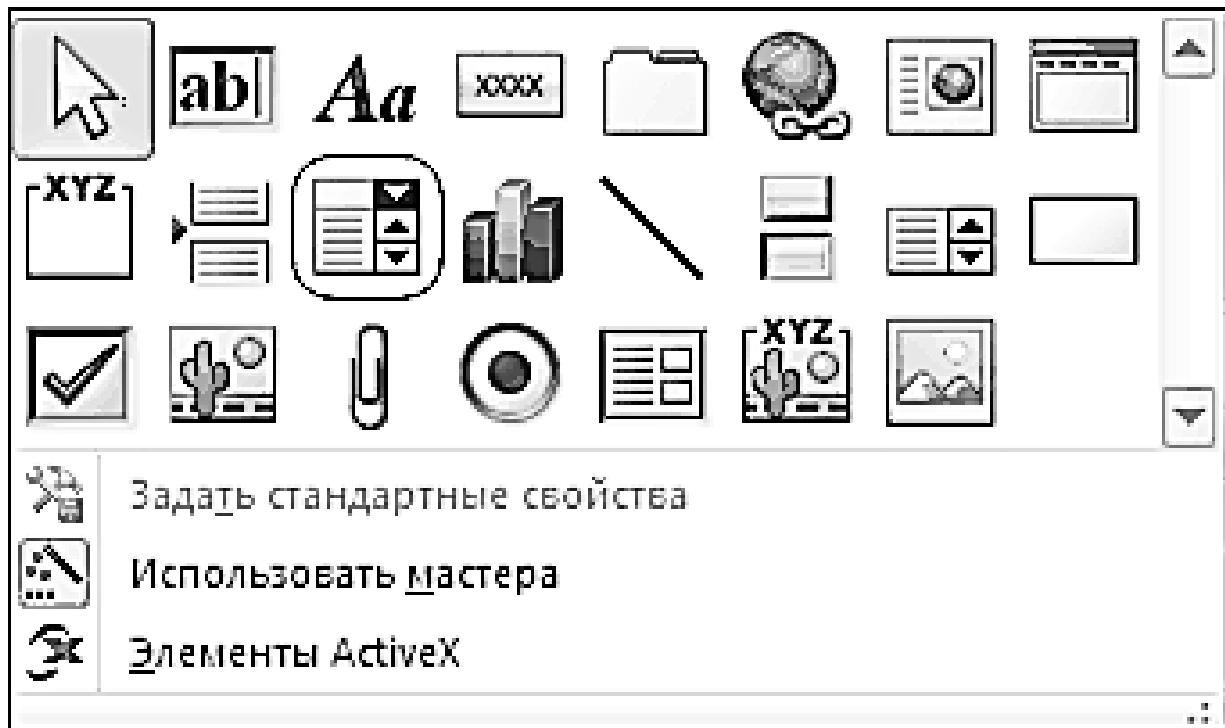 ab
Aa
XXXX
XYZ
XYZ
Задать стандартные свойства
Использовать мастера
Элементы ActiveX